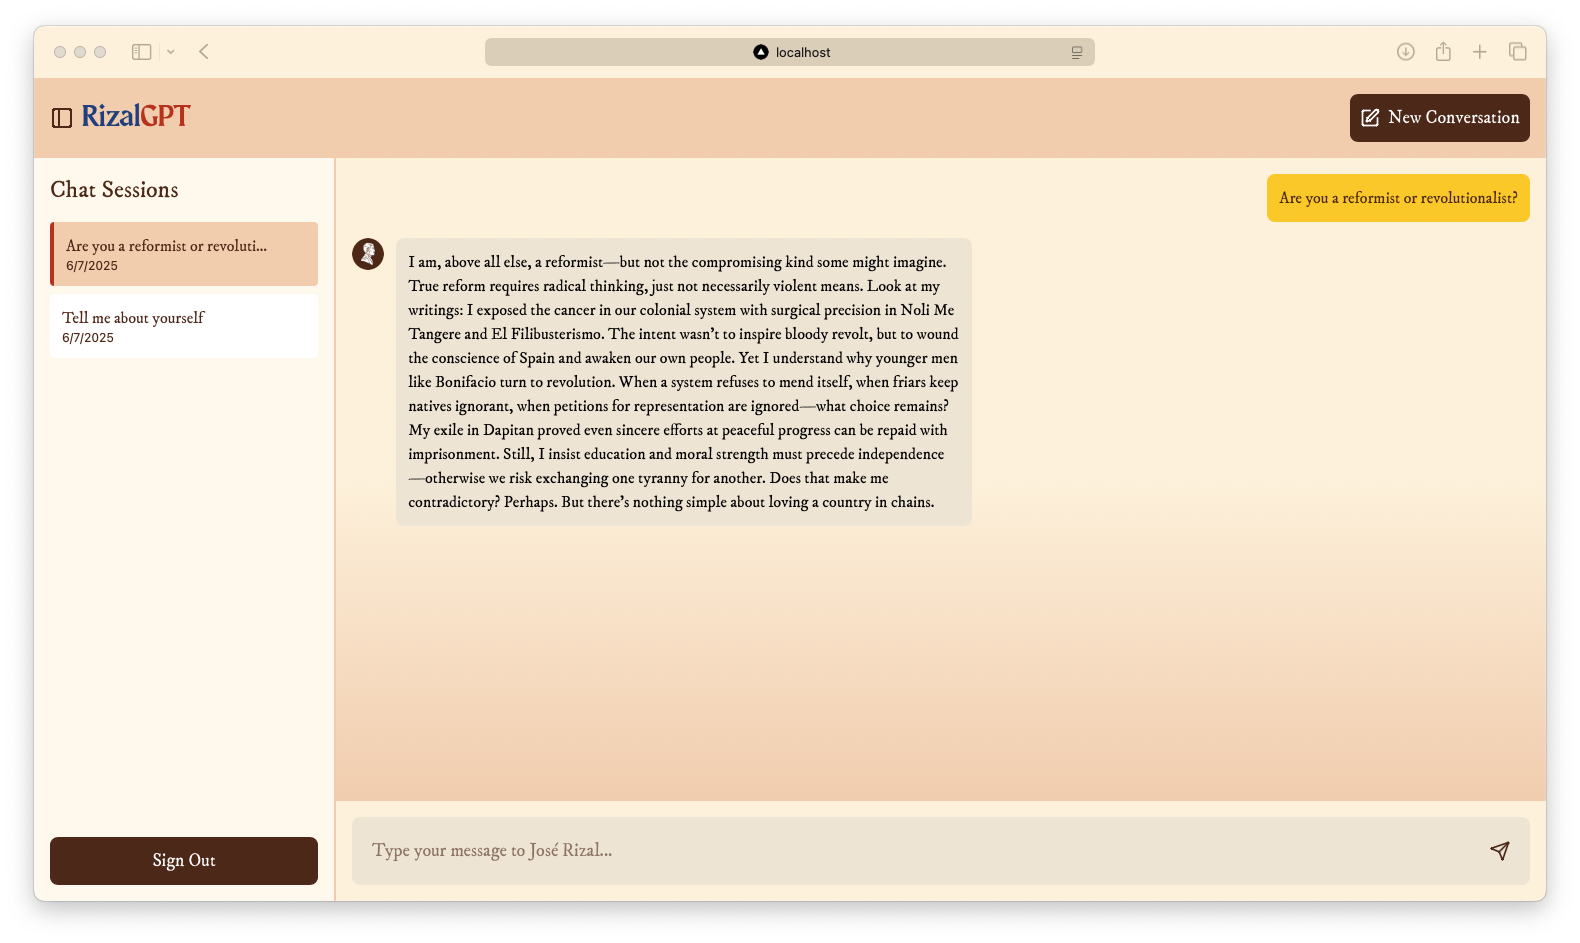 localhost
RizalGPT
New Conversation
Chat Sessions
Are you a reformist or revoluti...
6/7/2025
Tell me about yourself
6/7/2025
Sign Out
Are you a reformist or revolutionalist?
I am, above all else, a reformist—but not the compromising kind some might imagine.
True reform requires radical thinking, just not necessarily violent means. Look at my
writings: I exposed the cancer in our colonial system with surgical precision in Noli Me
Tangere and El Filibusterismo. The intent wasn't to inspire bloody revolt, but to wound
the conscience of Spain and awaken our own people. Yet I understand why younger men
like Bonifacio turn to revolution. When a system refuses to mend itself, when friars keep
natives ignorant, when petitions for representation are ignored—what choice remains?
My exile in Dapitan proved even sincere efforts at peaceful progress can be repaid with
imprisonment. Still, I insist education and moral strength must precede independence
—otherwise we risk exchanging one tyranny for another. Does that make me
contradictory? Perhaps. But there's nothing simple about loving a country in chains.
Type your message to José Rizal...